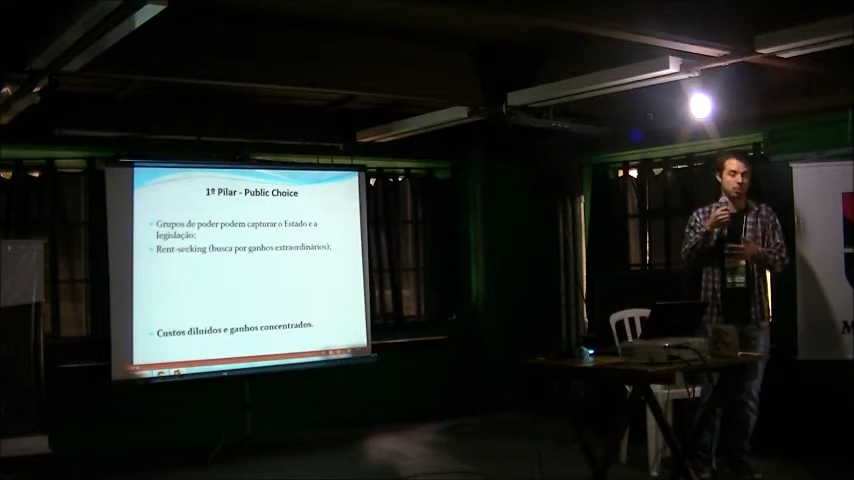 1º Pilar - Public Choice
Grupos de poder podem capturar o Estado e a
legislação;
Rent-seeking (busca por ganhos extraordinários);
Custos diluídos e ganhos concentrados.
M